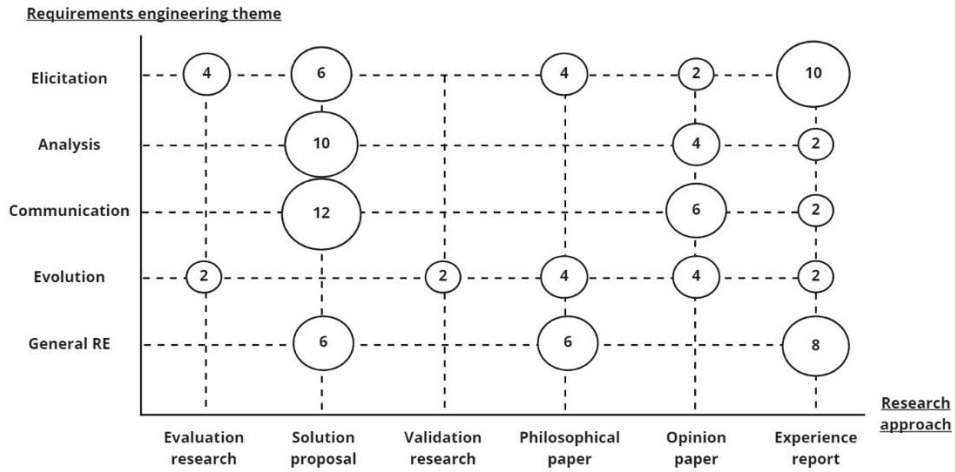 Requirements engineering theme
Elicitation 4 6 4 2 10
Analysis 10 4 2
Communication 12 6 2
Evolution 2 2 4 4 2
General RE 6 6 8
Research
approach
Evaluation Solution Validation Philosophical Opinion Experience
research proposal research paper paper report